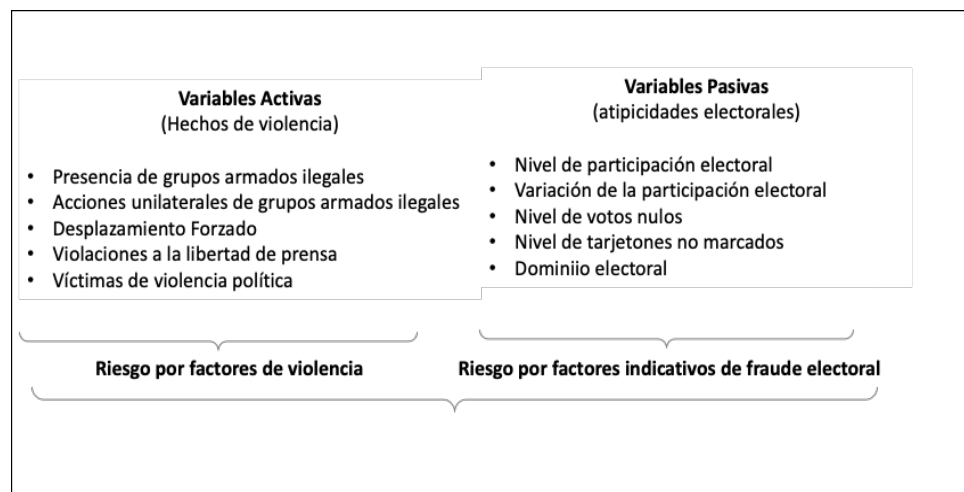 Variables Activas
(Hechos de violencia)
• Presencia de grupos armados ilegales
• Acciones unilaterales de grupos armados ilegales
• Desplazamiento Forzado
• Violaciones a la libertad de prensa
• Víctimas de violencia política
Variables Pasivas
(atipicidades electorales)
• Nivel de participación electoral
• Variación de la participación electoral
• Nivel de votos nulos
• Nivel de tarjetones no marcados
• Dominiio electoral
Riesgo por factores de violencia
Riesgo por factores indicativos de fraude electoral